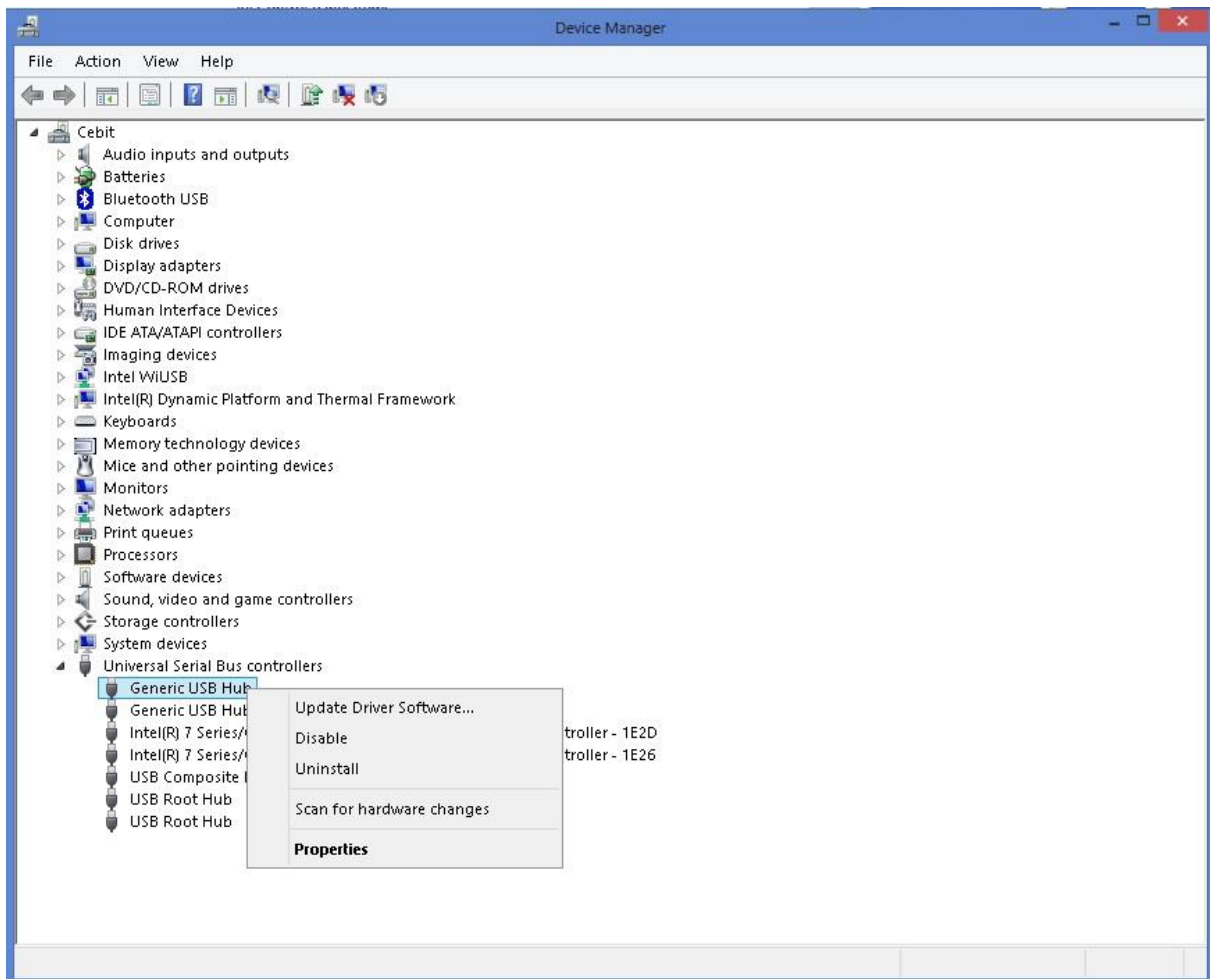 Device Manager
File Action View Help
Cebit
Audio inputs and outputs
Batteries
Bluetooth USB
Computer
Disk drives
Display adapters
DVD/CD-ROM drives
Human Interface Devices
IDE ATA/ATAPI controllers
Imaging devices
Intel WiUSB
Intel(R) Dynamic Platform and Thermal Framework
Keyboards
Memory technology devices
Mice and other pointing devices
Monitors
Network adapters
Print queues
Processors
Software devices
Sound, video and game controllers
Storage controllers
System devices
Universal Serial Bus controllers
Generic USB Hub
Generic USB Hub
Intel(R) 7 Series/ troller - 1E2D
Intel(R) 7 Series/ troller - 1E26
USB Composite
USB Root Hub
USB Root Hub
Update Driver Software...
Disable
Uninstall
Scan for hardware changes
Properties